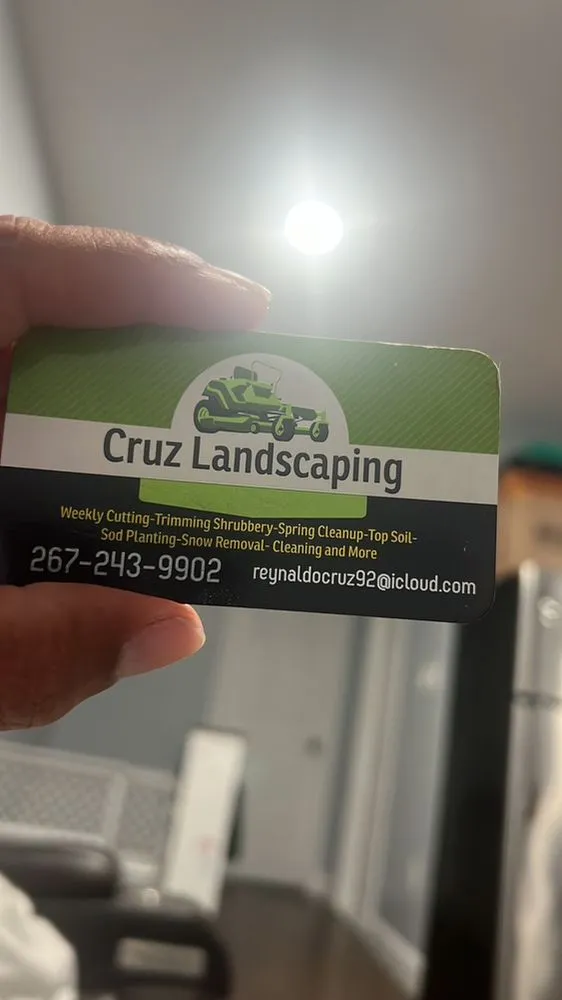 Cruz Landscaping
Weekly Cutting-Trimming Shrubbery-Spring Cleanup-Top Soil-
Sod Planting-Snow Removal- Cleaning and More
267-243-9902
reynaldocruz92@icloud.com